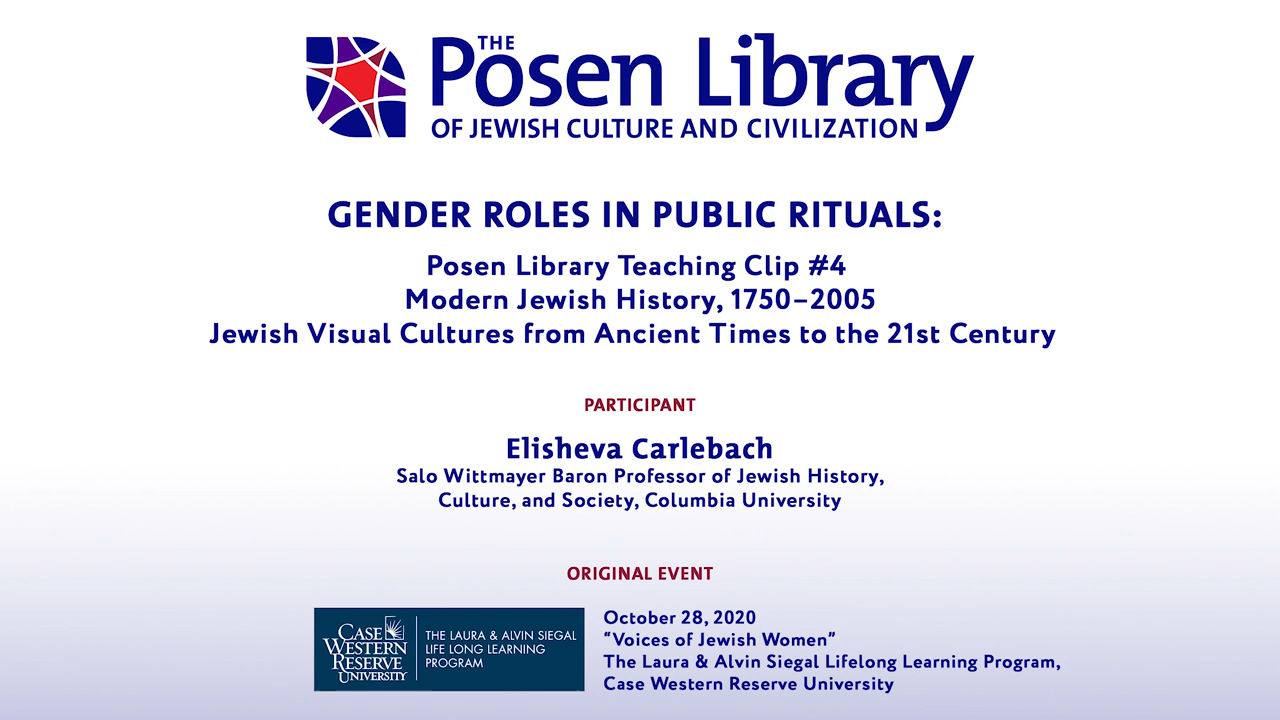 THE
Posen Library
OF JEWISH CULTURE AND CIVILIZATION
GENDER ROLES IN PUBLIC RITUALS:
Posen Library Teaching Clip #4
Modern Jewish History, 1750–2005
Jewish Visual Cultures from Ancient Times to the 21st Century
PARTICIPANT
Elisheva Carlebach
Salo Wittmayer Baron Professor of Jewish History,
Culture, and Society, Columbia University
ORIGINAL EVENT
CASE
WESTERN
RESERVE
UNIVERSITY
THE LAURA & ALVIN SIEGAL
LIFE LONG LEARNING
PROGRAM
October 28, 2020
“Voices of Jewish Women”
The Laura & Alvin Siegal Lifelong Learning Program,
Case Western Reserve University